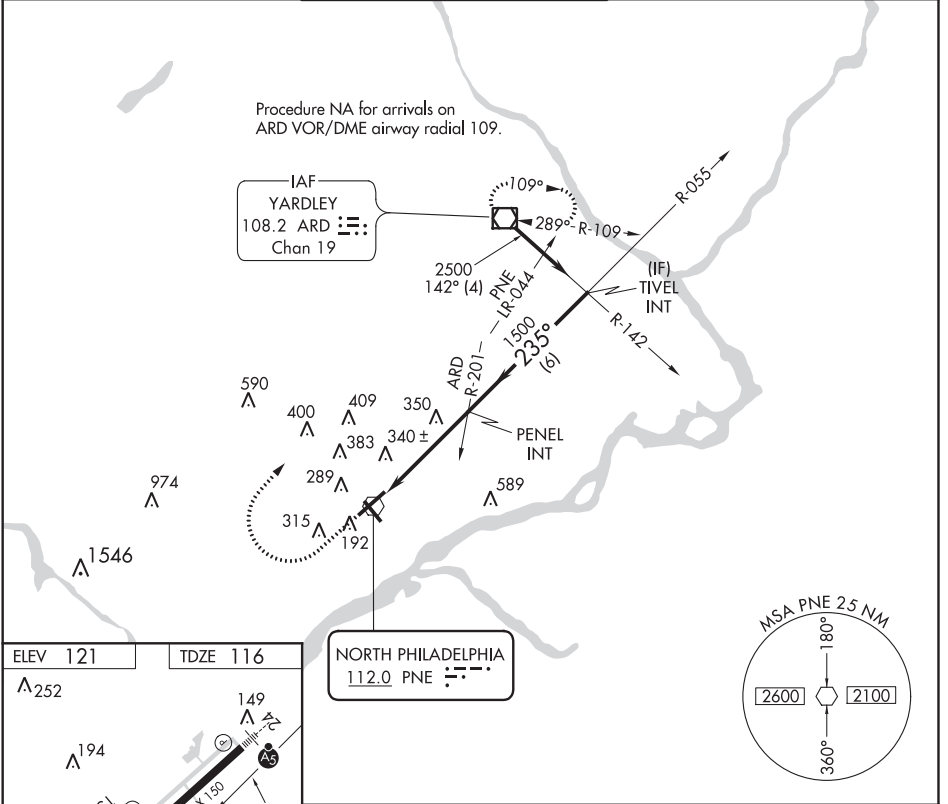 Procedure NA for arrivals on
ARD VOR/DME airway radial 109.
IAF
YARDLEY
108.2 ARD
Chan 19
109°
289°
R-109
R-055
2500
142° (4)
PNE
LR-044
(IF)
TIVEL
INT
R-142
1500
235°
(6)
ARD
R-201
PENEL
INT
590
400
409
350
383
340 ±
289
974
589
315
192
1546
NORTH PHILADELPHIA
112.0 PNE
MSA PNE 25 NM
180°
2600
2100
360°
ELEV 121
TDZE 116
252
149
24
194
A5
P
X 150